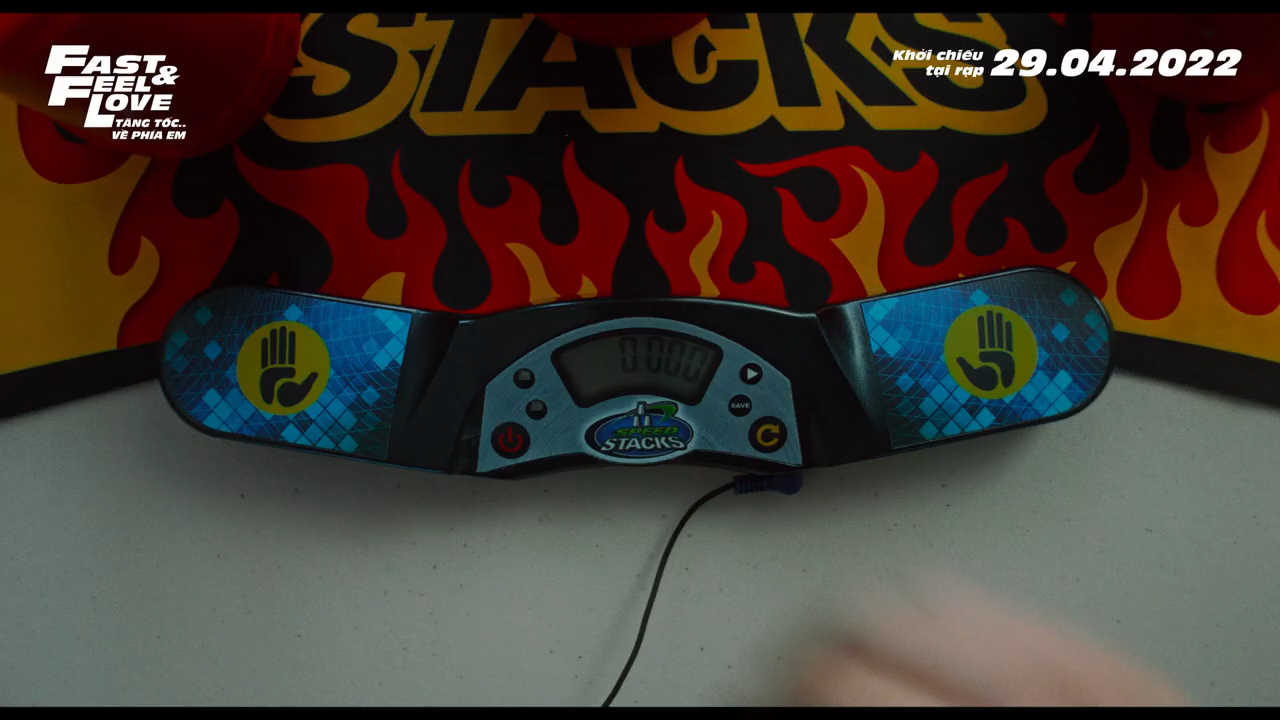 FAST &
FEEL
LOVE
TĂNG TỐC..
VỀ PHÍA EM
Khởi chiếu
tại rạp
29.04.2022
STACKS
0.000
SAVE
SPEED
STACKS